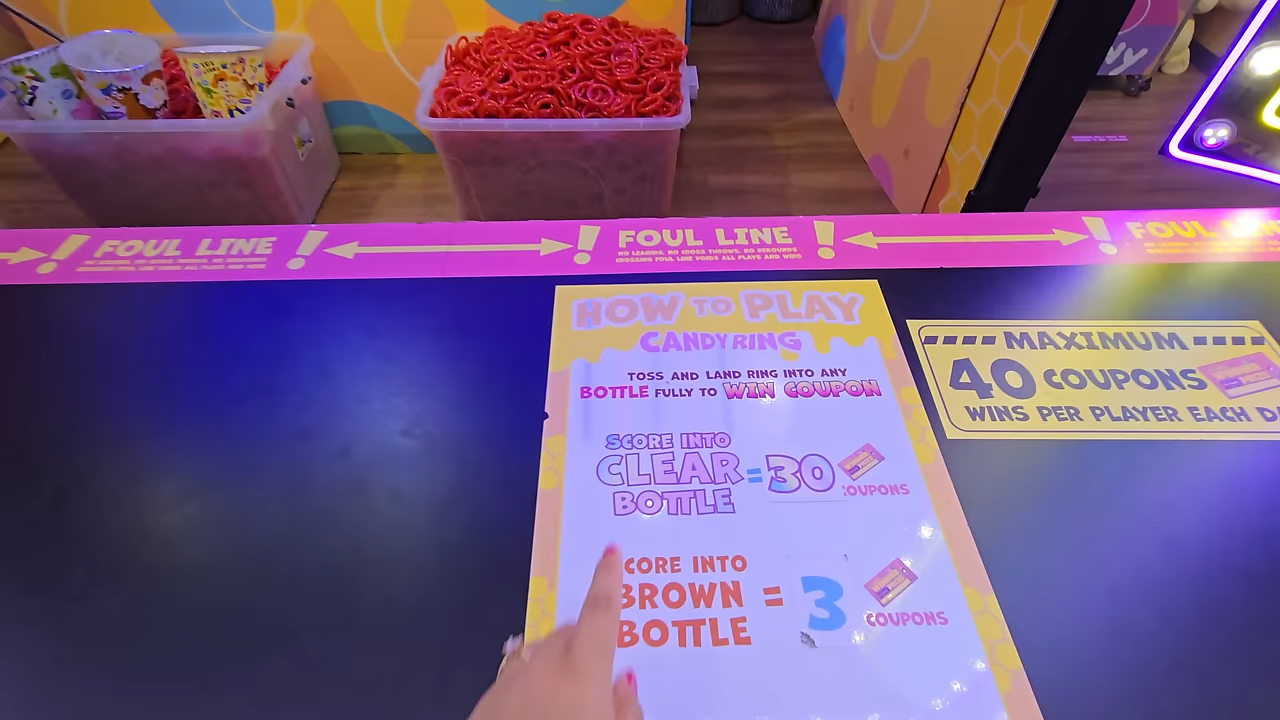 FOUL LINE
FOUL LINE
NO LEANING, NO CROSS THROWS, NO REBOUNDS
CROSSING FOUL LINE VOIDS ALL PLAYS AND WINS
FOUL LINE
HOW TO PLAY
CANDY RING
TOSS AND LAND RING INTO ANY
BOTTLE FULLY TO WIN COUPON
SCORE INTO
CLEAR = 30
BOTTLE
COUPONS
CORE INTO
BROWN = 3
BOTTLE
COUPONS
MAXIMUM
40 COUPONS
WINS PER PLAYER EACH D